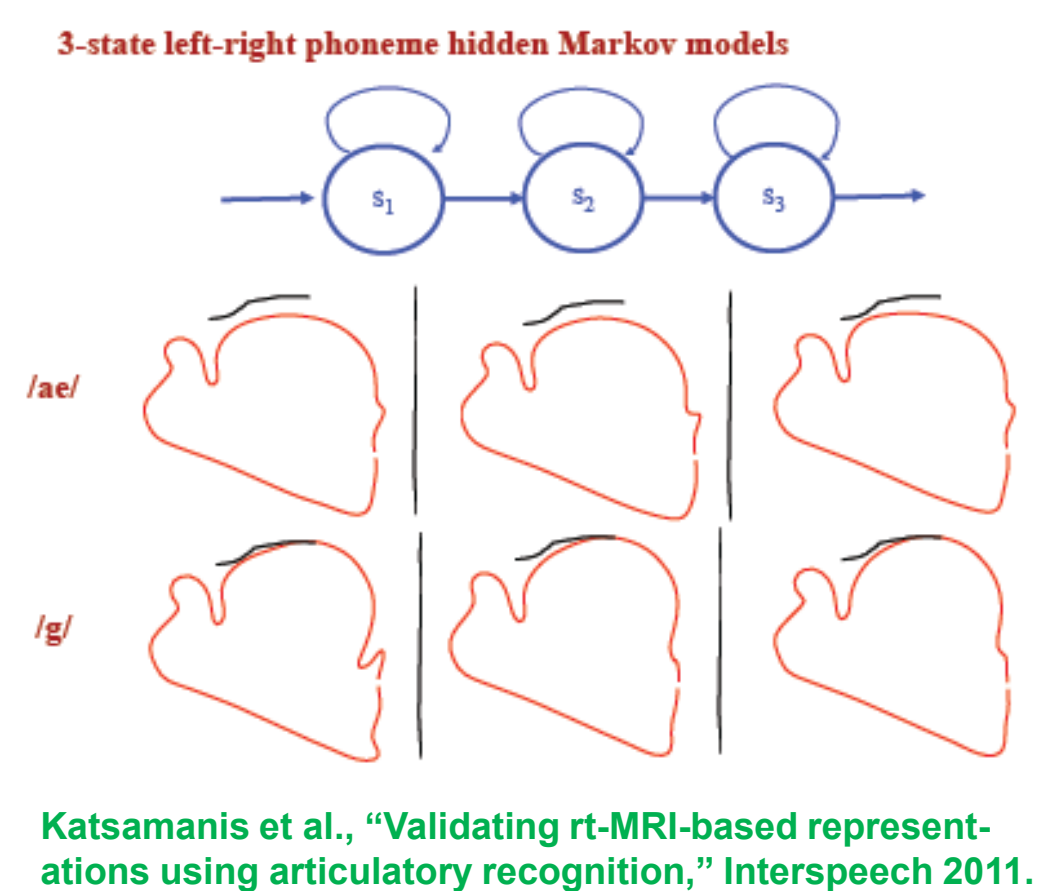 3-state left-right phoneme hidden Markov models
s1 s2 s3
/ae/
/g/
Katsamanis et al., “Validating rt-MRI-based represent-
ations using articulatory recognition,” Interspeech 2011.